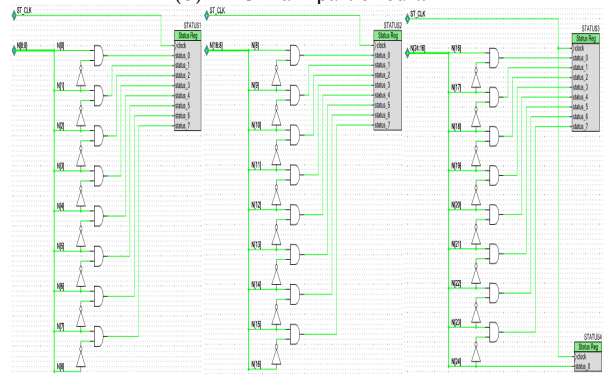 ST_CLK
N[8:0]
STATUS1
Status Reg
clock
status_0
status_1
status_2
status_3
status_4
status_5
status_6
status_7
N[0]
N[1]
N[2]
N[3]
N[4]
N[5]
N[6]
N[7]
N[8]
ST_CLK
N[16:8]
STATUS2
Status Reg
clock
status_0
status_1
status_2
status_3
status_4
status_5
status_6
status_7
N[8]
N[9]
N[10]
N[11]
N[12]
N[13]
N[14]
N[15]
N[16]
ST_CLK
N[24:16]
STATUS3
Status Reg
clock
status_0
status_1
status_2
status_3
status_4
status_5
status_6
status_7
N[16]
N[17]
N[18]
N[19]
N[20]
N[21]
N[22]
N[23]
N[24]
STATUS4
Status Reg
clock
status_0